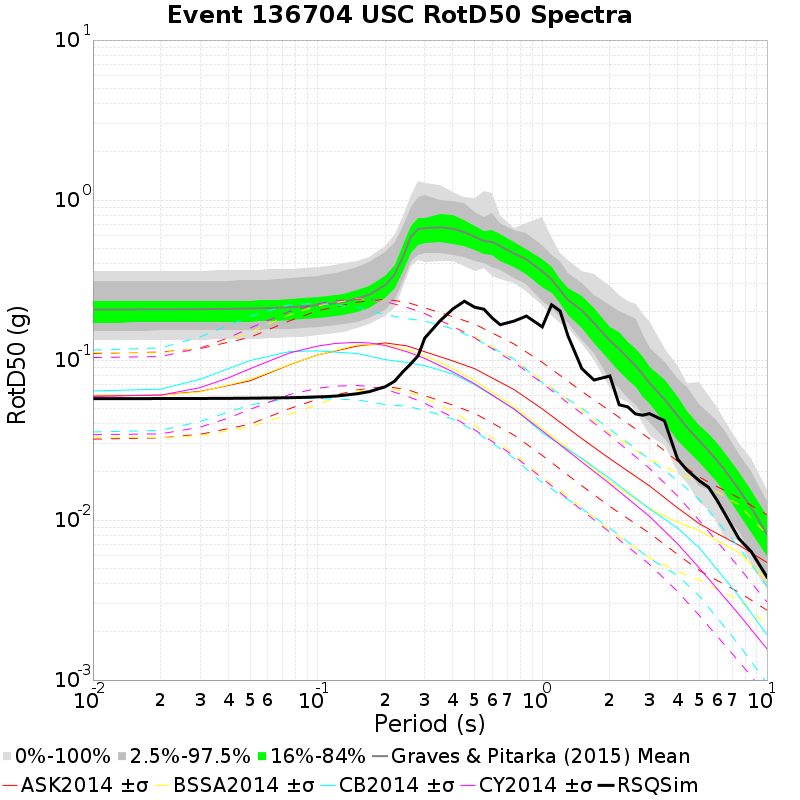 Event 136704 USC RotD50 Spectra
10^1
10^0
10^-1
10^-2
10^-3
RotD50 (g)
10^-2 2 3 4 5 6 10^-1 2 3 4 5 6 7 10^0 2 3 4 5 6 7 10^1
Period (s)
0%-100% 2.5%-97.5% 16%-84% Graves & Pitarka (2015) Mean
ASK2014 ±σ BSSA2014 ±σ CB2014 ±σ CY2014 ±σ RSQSim